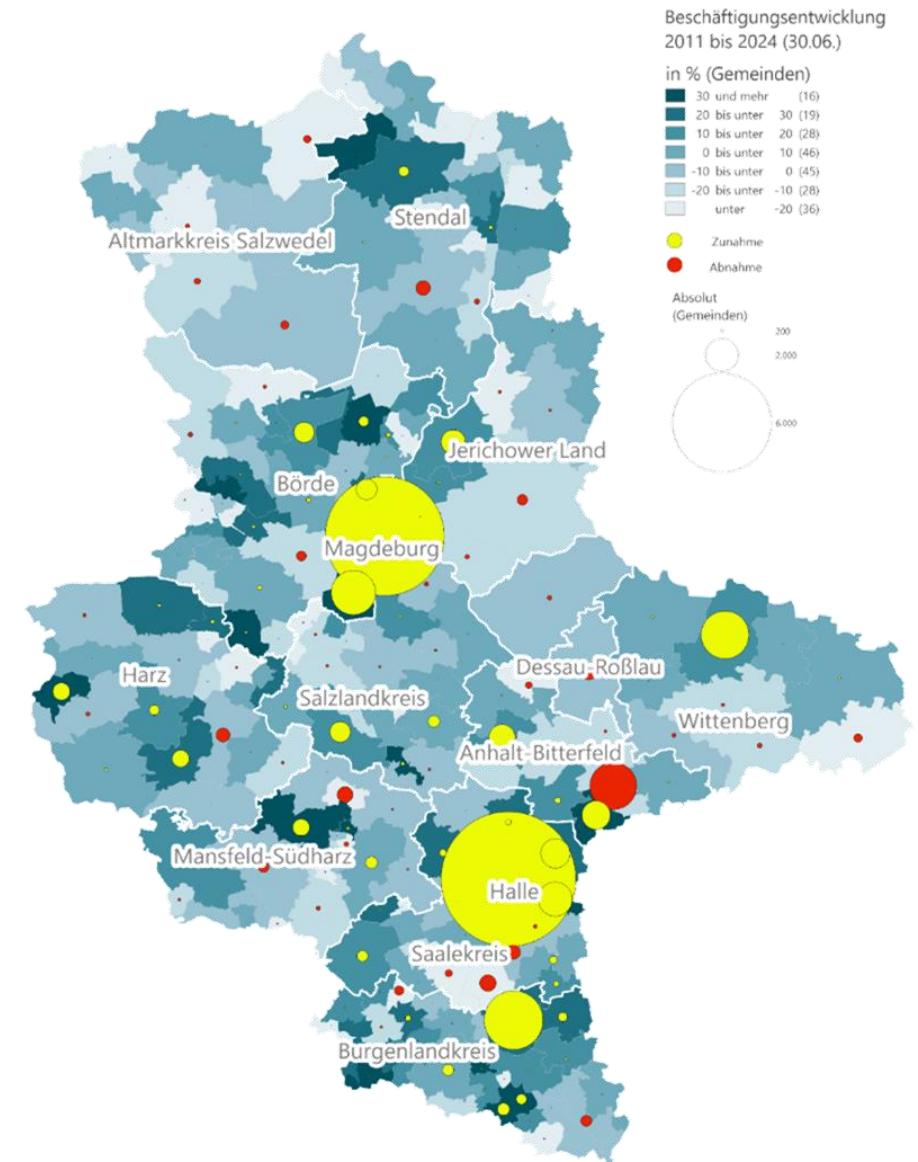 Beschäftigungsentwicklung
2011 bis 2024 (30.06.)
in % (Gemeinden)
30 und mehr (16)
20 bis unter 30 (19)
10 bis unter 20 (28)
0 bis unter 10 (46)
-10 bis unter 0 (45)
-20 bis unter -10 (28)
unter -20 (36)
Zunahme
Abnahme
Absolut
(Gemeinden)
200
2.000
6.000
Stendal
Altmarkkreis Salzwedel
Jerichower Land
Börde
Magdeburg
Dessau-Roßlau
Harz
Salzlandkreis
Wittenberg
Anhalt-Bitterfeld
Mansfeld-Südharz
Halle
Saalekreis
Burgenlandkreis